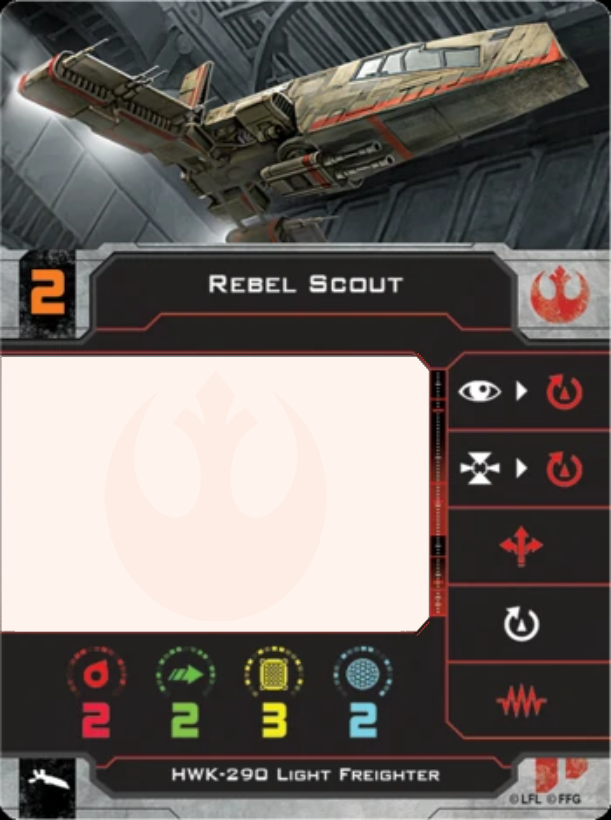 2
REBEL SCOUT
2 2 3 2
HWK-290 LIGHT FREIGHTER
©LFL ©FFG